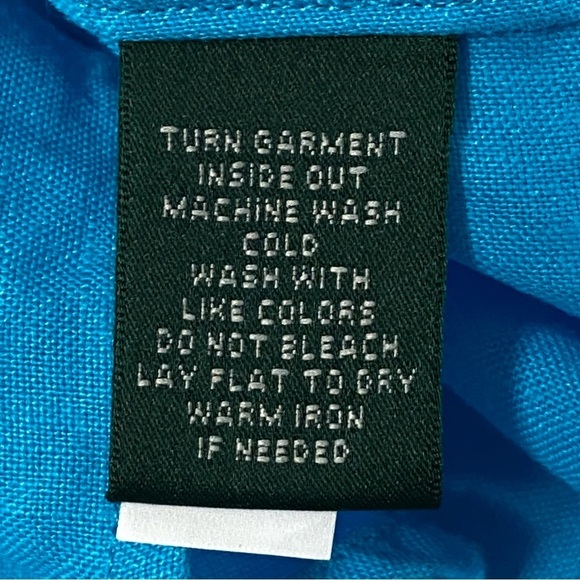 TURN GARMENT
INSIDE OUT
MACHINE WASH
COLD
WASH WITH
LIKE COLORS
DO NOT BLEACH
LAY FLAT TO DRY
WARM IRON
IF NEEDED